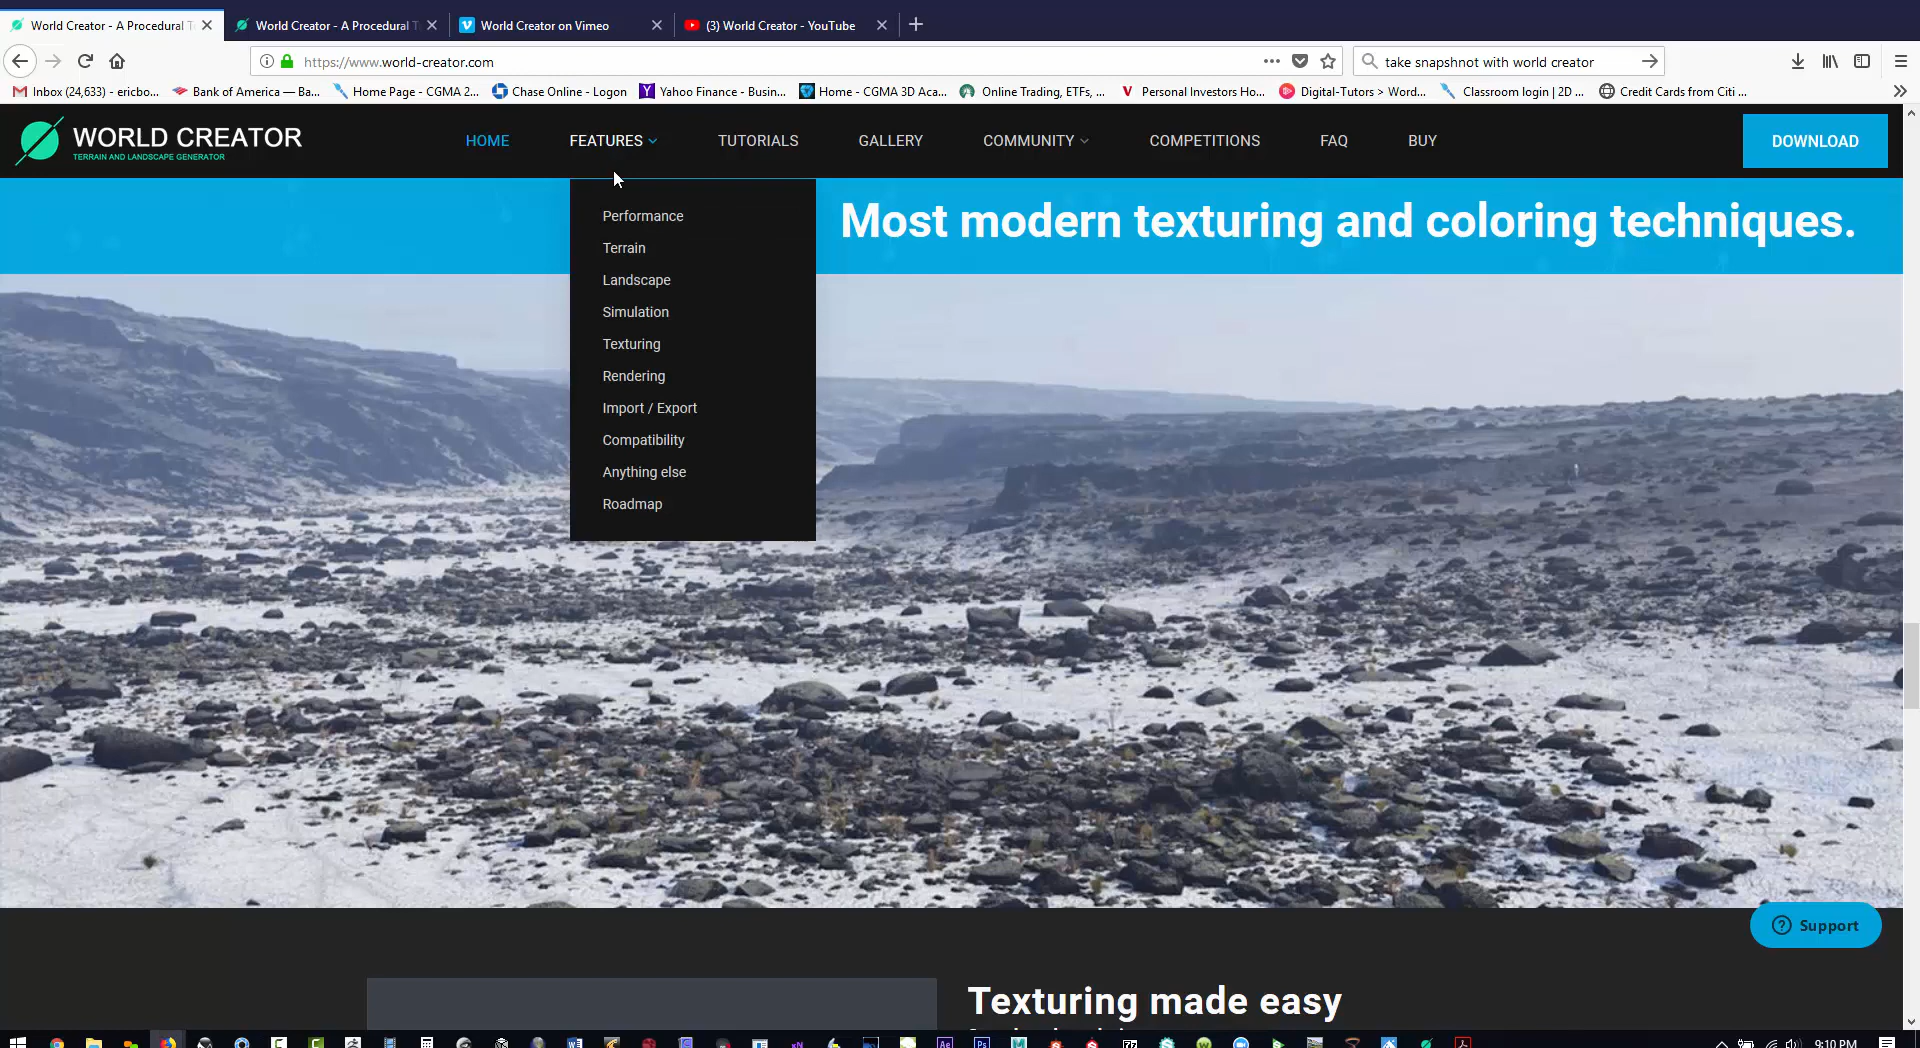 World Creator - A Procedural T
World Creator - A Procedural T
World Creator on Vimeo
(3) World Creator - YouTube
https://www.world-creator.com
take snapshnot with world creator
Inbox (24,633) - ericbo...
Bank of America — Ba...
Home Page - CGMA 2...
Chase Online - Logon
Yahoo Finance - Busin...
Home - CGMA 3D Aca...
Online Trading, ETFs, ...
Personal Investors Ho...
Digital-Tutors > Word...
Classroom login | 2D ...
Credit Cards from Citi ...
WORLD CREATOR
TERRAIN AND LANDSCAPE GENERATOR
HOME
FEATURES
TUTORIALS
GALLERY
COMMUNITY
COMPETITIONS
FAQ
BUY
DOWNLOAD
Most modern texturing and coloring techniques.
Performance
Terrain
Landscape
Simulation
Texturing
Rendering
Import / Export
Compatibility
Anything else
Roadmap
Support
Texturing made easy
9:10 PM